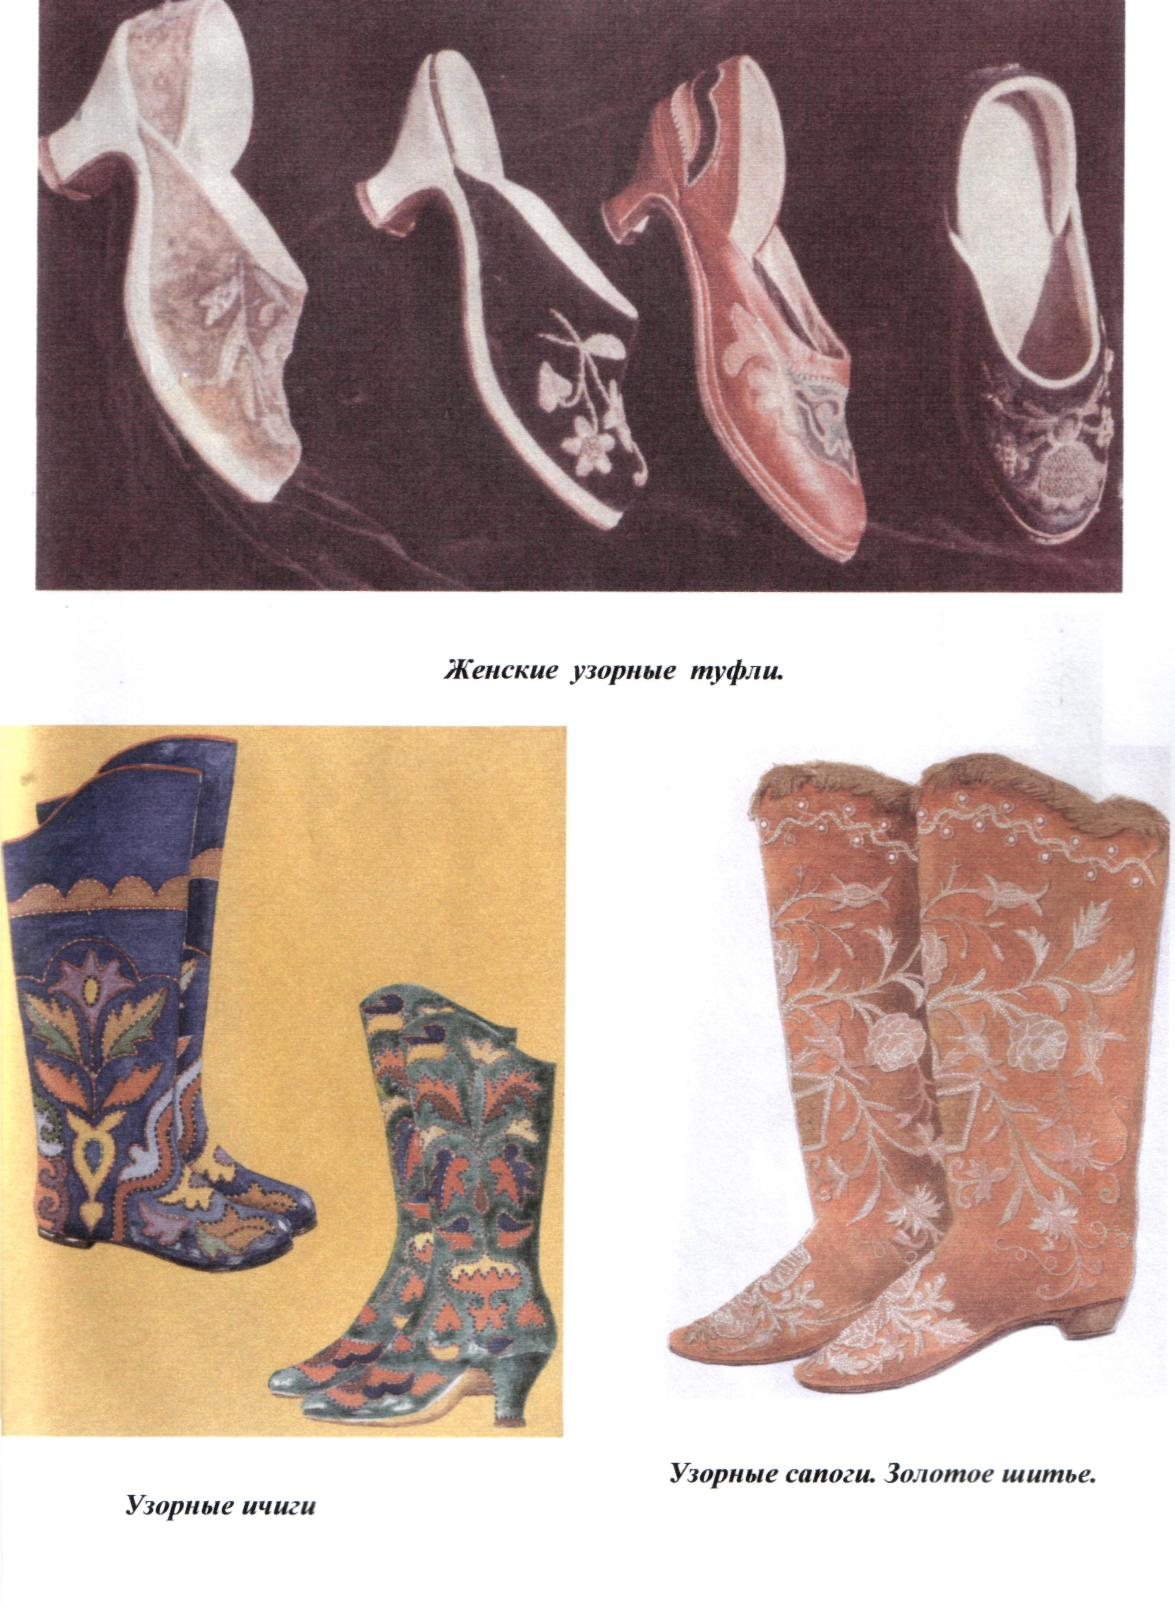 Женские узорные туфли.
Узорные сапоги. Золотое шитье.
Узорные ичиги